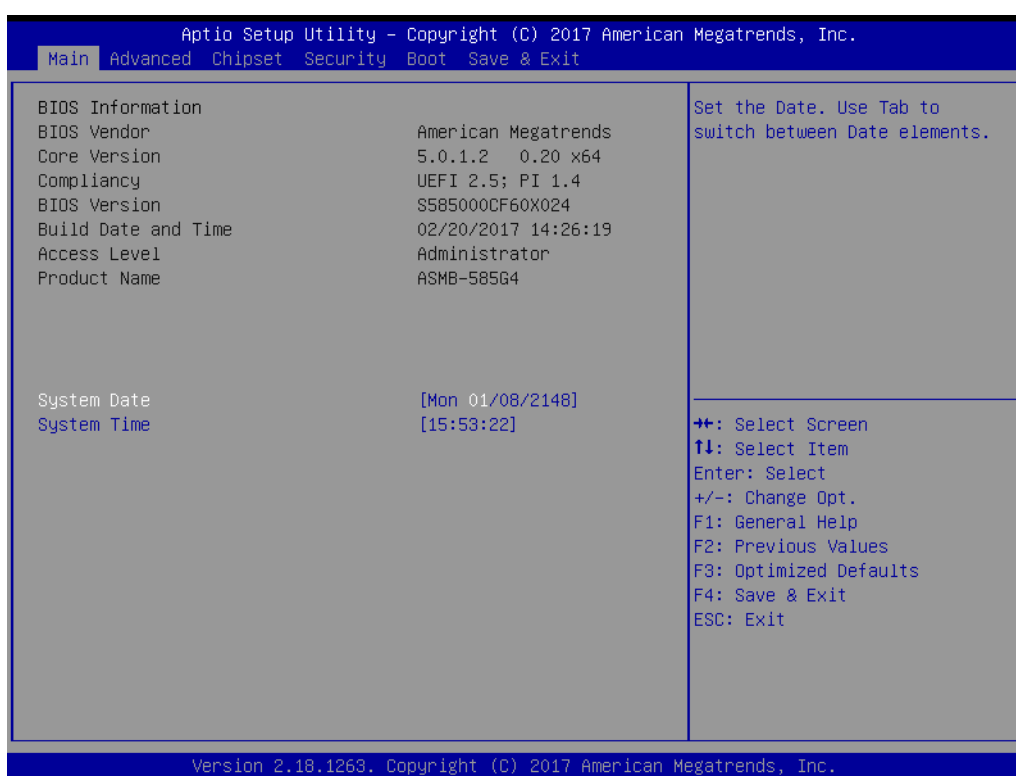 Aptio Setup Utility – Copyright (C) 2017 American Megatrends, Inc.
Main Advanced Chipset Security Boot Save & Exit
BIOS Information
BIOS Vendor American Megatrends
Core Version 5.0.1.2 0.20 x64
Compliancy UEFI 2.5; PI 1.4
BIOS Version S585000CF60X024
Build Date and Time 02/20/2017 14:26:19
Access Level Administrator
Product Name ASMB-585G4
System Date [Mon 01/08/2148]
System Time [15:53:22]
Set the Date. Use Tab to
switch between Date elements.
→←: Select Screen
↑↓: Select Item
Enter: Select
+/-: Change Opt.
F1: General Help
F2: Previous Values
F3: Optimized Defaults
F4: Save & Exit
ESC: Exit
Version 2.18.1263. Copyright (C) 2017 American Megatrends, Inc.